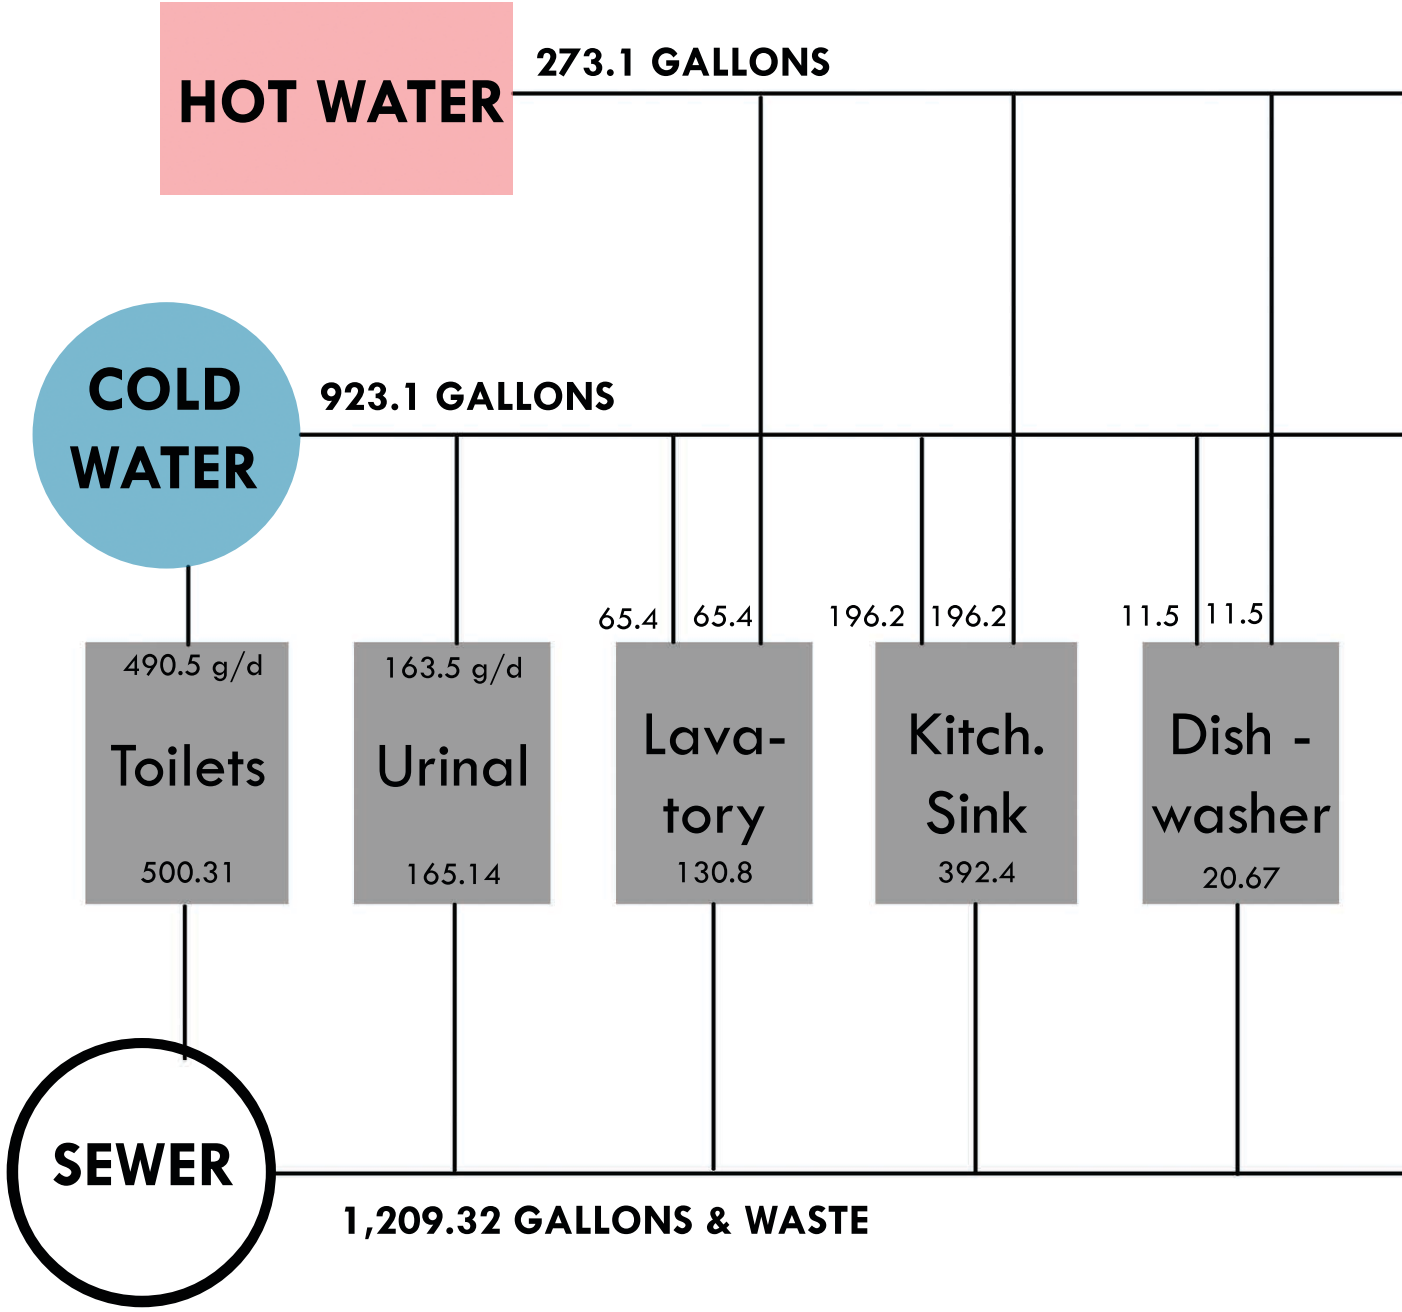 273.1 GALLONS
HOT WATER
COLD
WATER
923.1 GALLONS
65.4 65.4 196.2 196.2 11.5 11.5
490.5 g/d
Toilets
500.31
163.5 g/d
Urinal
165.14
Lava-
tory
130.8
Kitch.
Sink
392.4
Dish -
washer
20.67
SEWER
1,209.32 GALLONS & WASTE